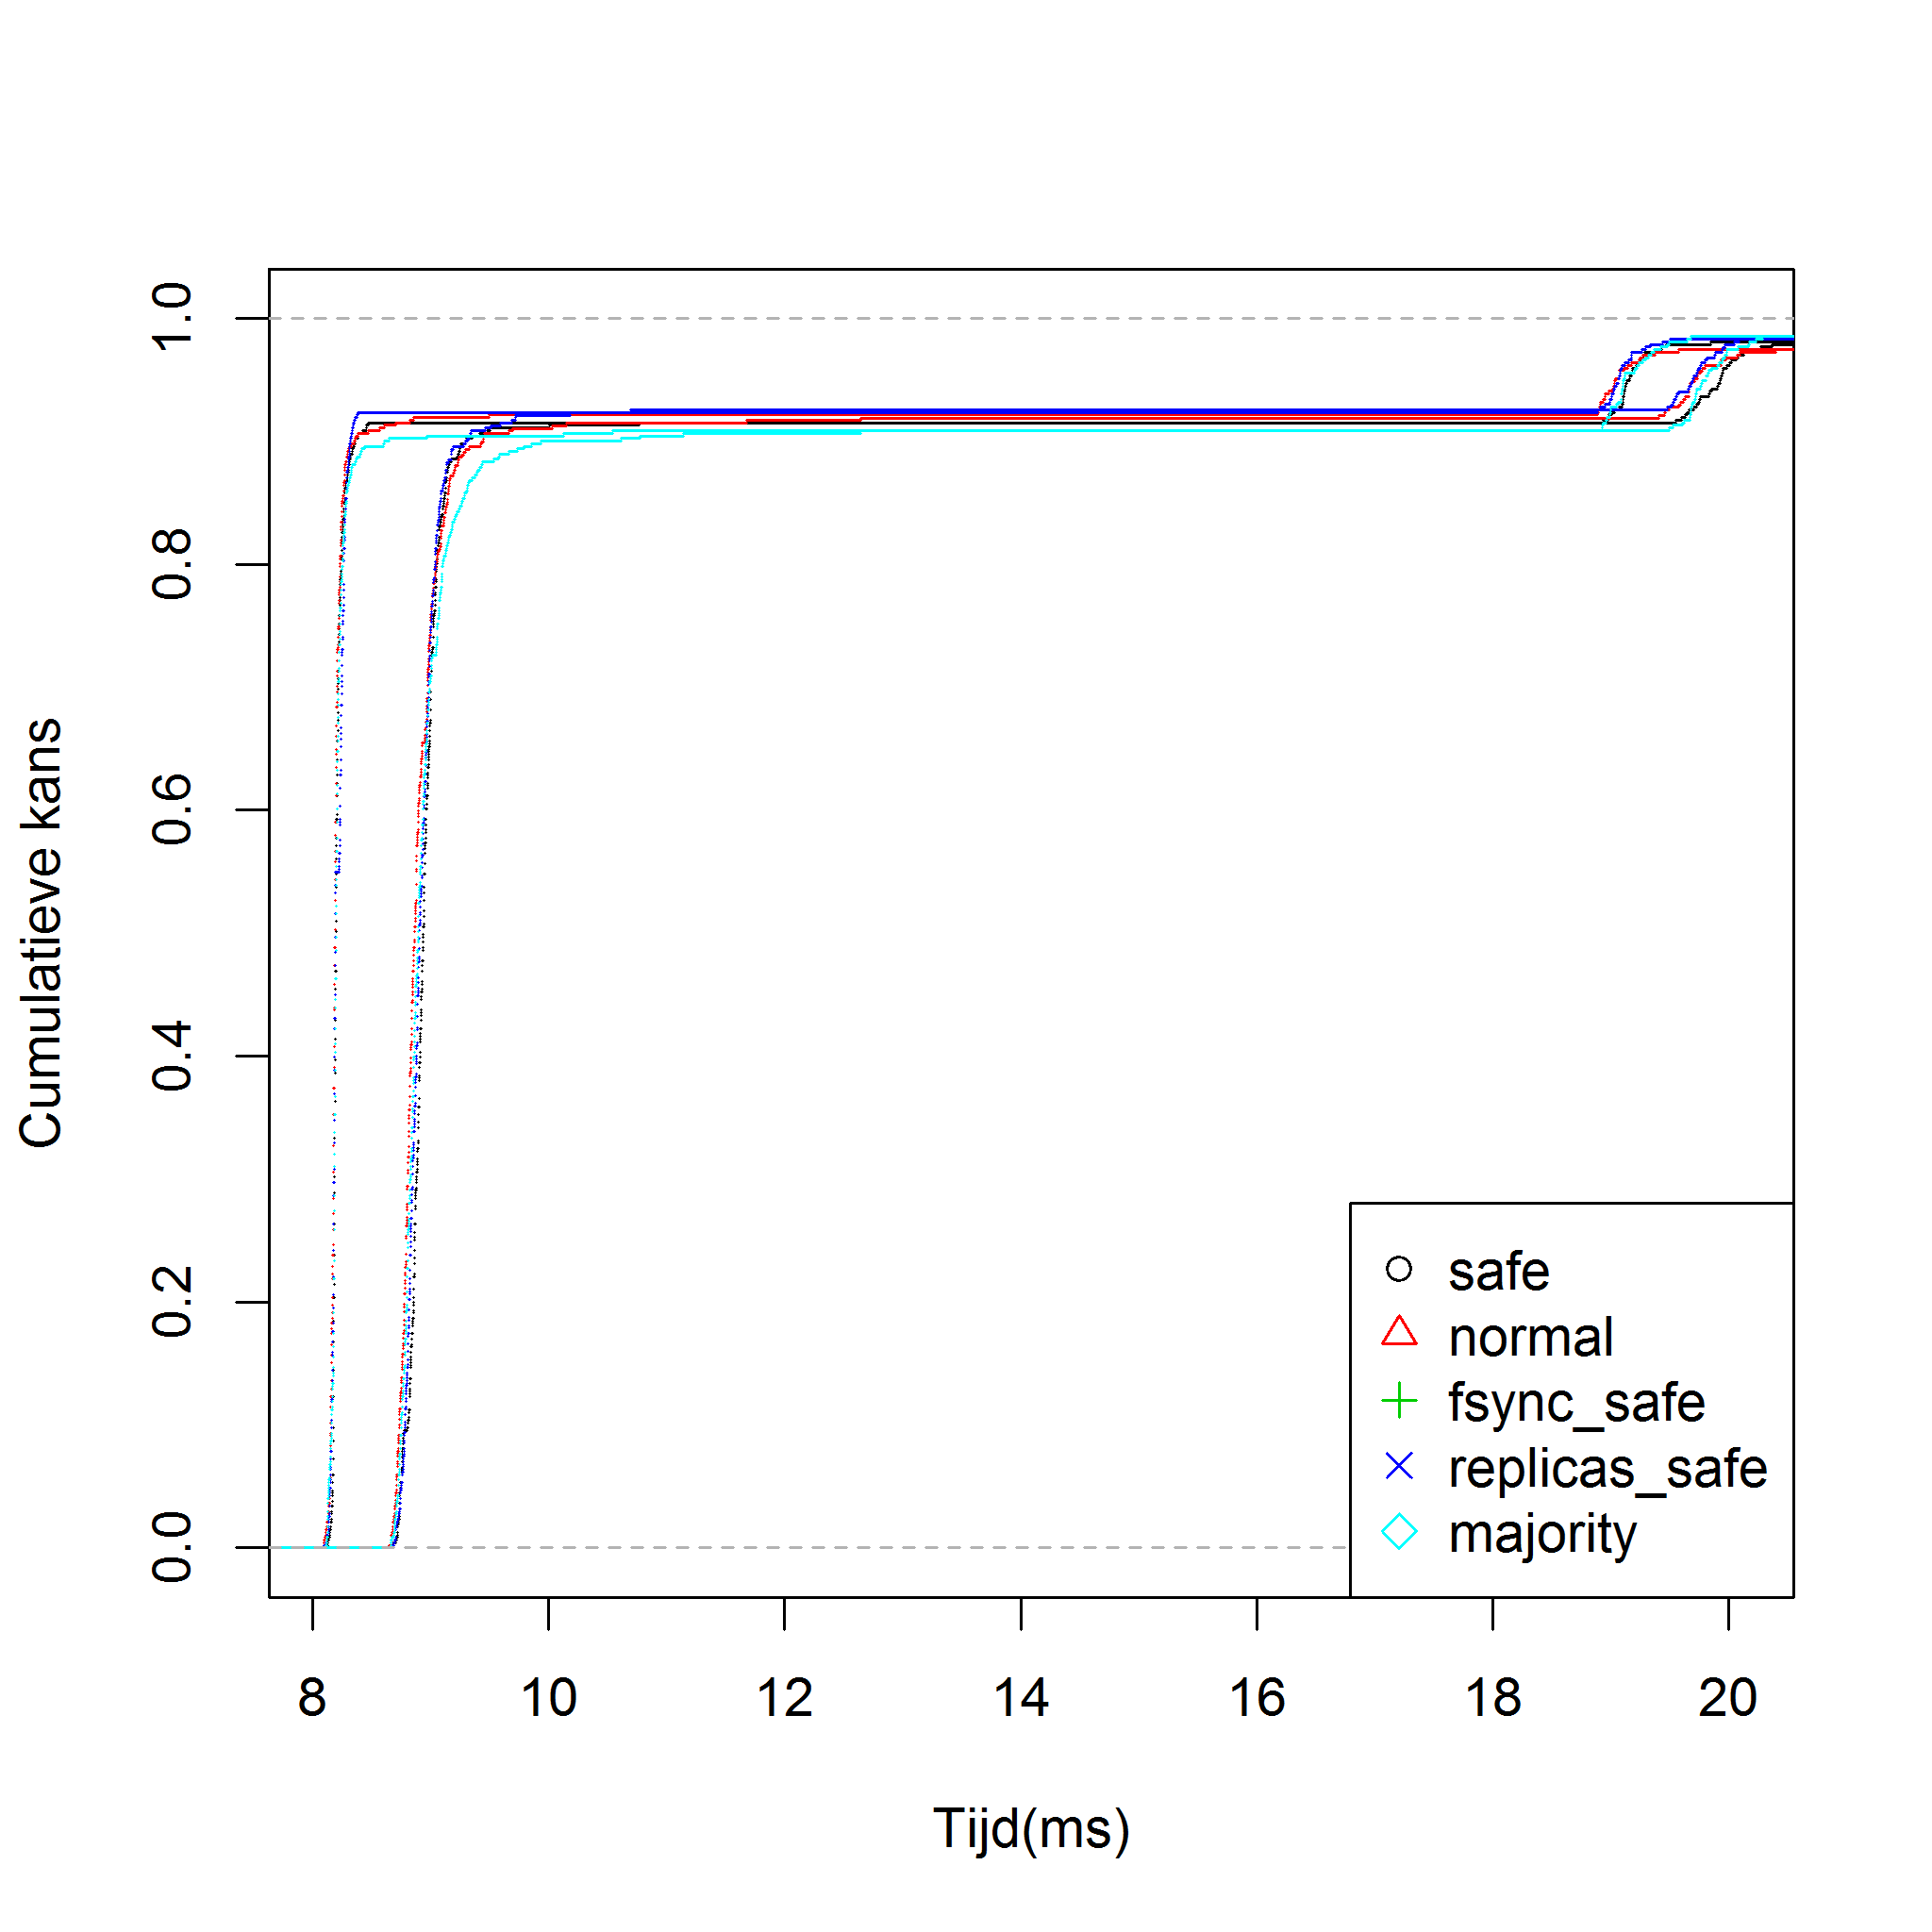 Cumulatieve kans
1.0
0.8
0.6
0.4
0.2
0.0
safe
normal
fsync_safe
replicas_safe
majority
8 10 12 14 16 18 20
Tijd(ms)